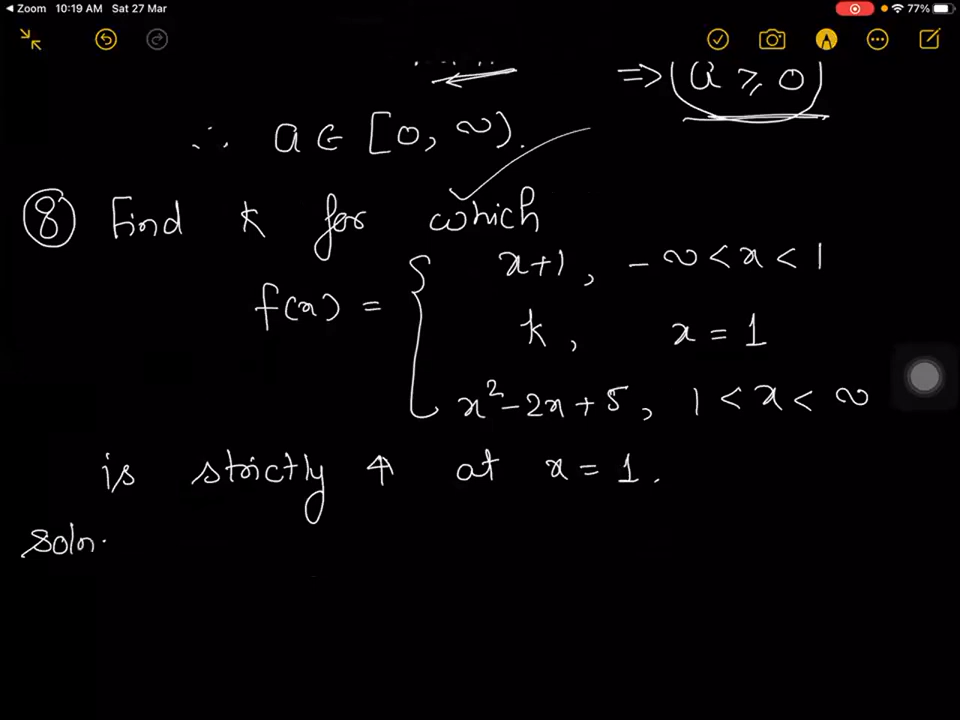 Zoom 10:19 AM Sat 27 Mar 77%
⇒ a ⩾ 0
∴ a ∈ [0, ∞).
⑧ Find k for which
x+1, -∞ < x < 1
f(x) = { k, x = 1
x²-2x+5, 1 < x < ∞
is strictly ↑ at x = 1.
soln.